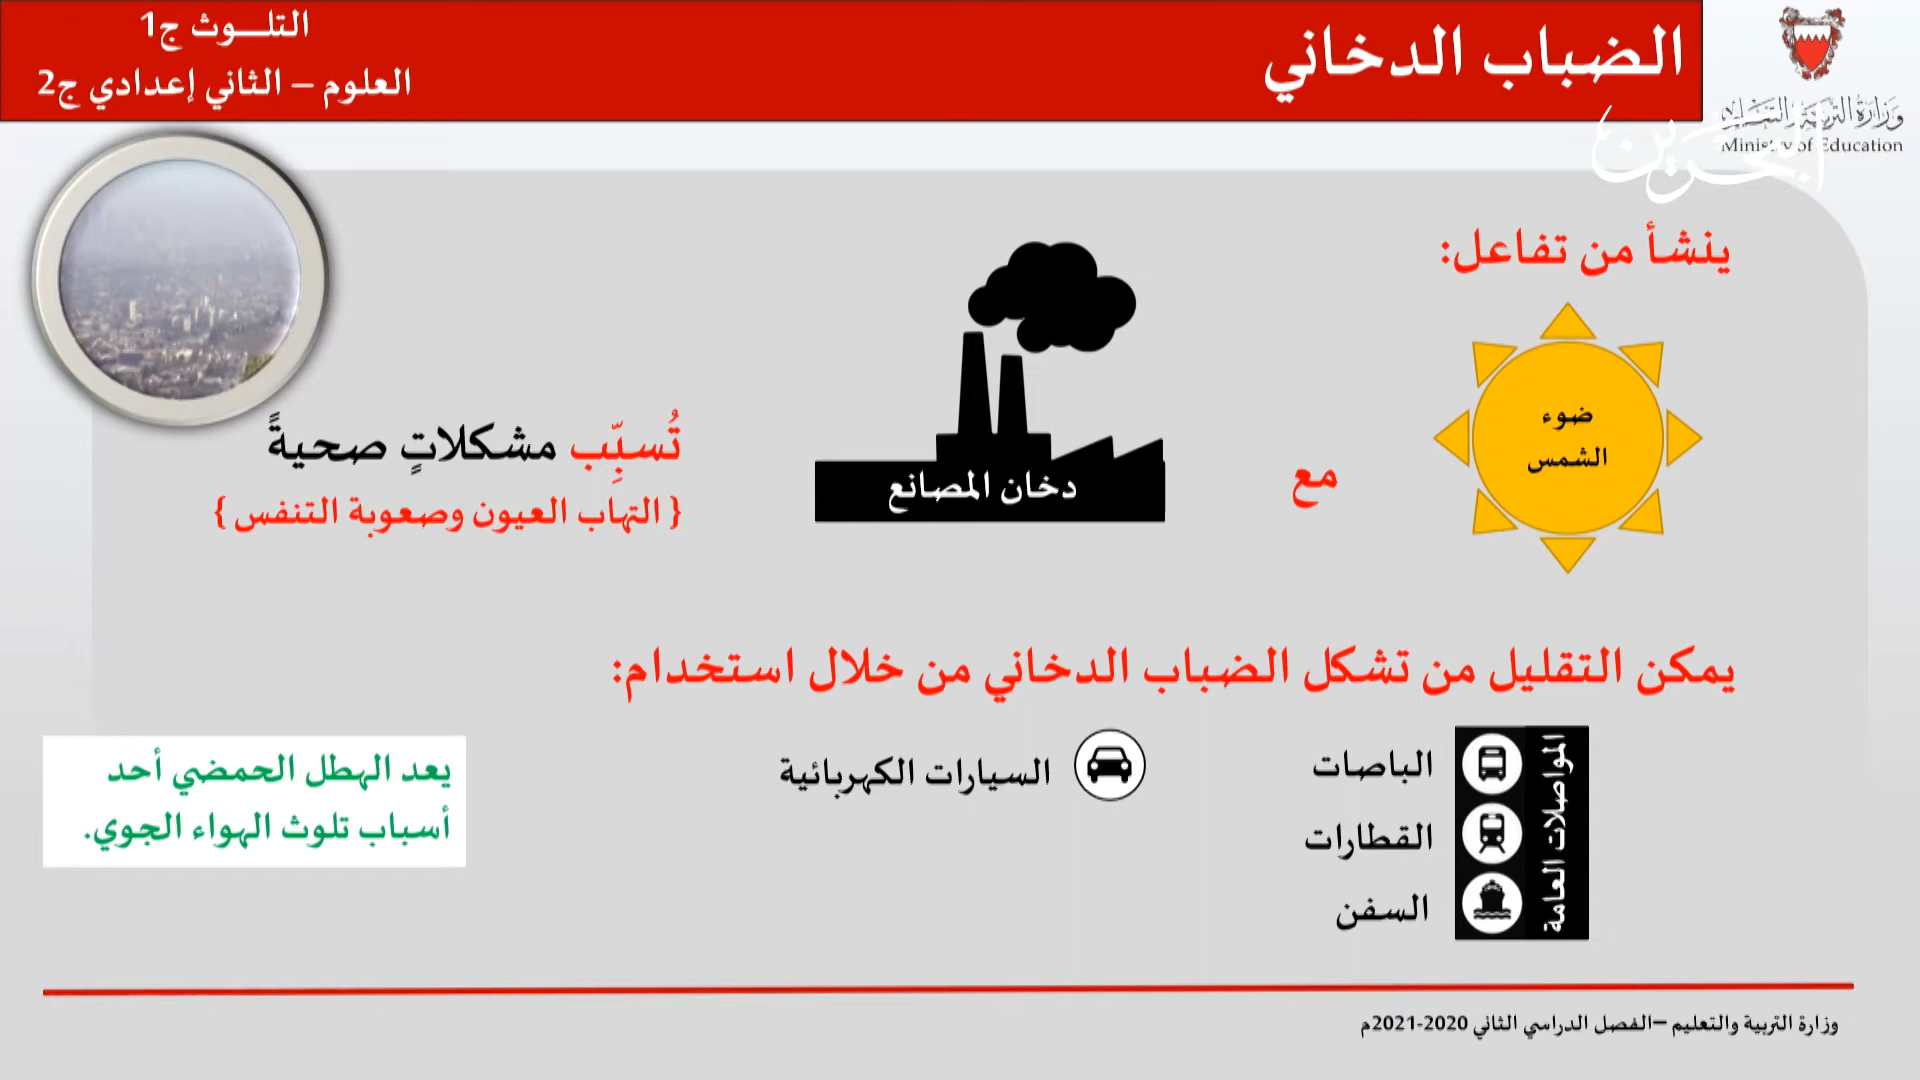 الضباب الدخاني
التلـــوث ج1
العلوم – الثاني إعدادي ج2
وزارة التربية والتعليم
Ministry of Education
البحرين
ينشأ من تفاعل:
ضوء
الشمس
مع
دخان المصانع
تُسبِّب مشكلاتٍ صحيةً
{ التهاب العيون وصعوبة التنفس }
يمكن التقليل من تشكل الضباب الدخاني من خلال استخدام:
المواصلات العامة
الباصات
القطارات
السفن
السيارات الكهربائية
يعد الهطل الحمضي أحد
أسباب تلوث الهواء الجوي.
وزارة التربية والتعليم –الفصل الدراسي الثاني 2020-2021م